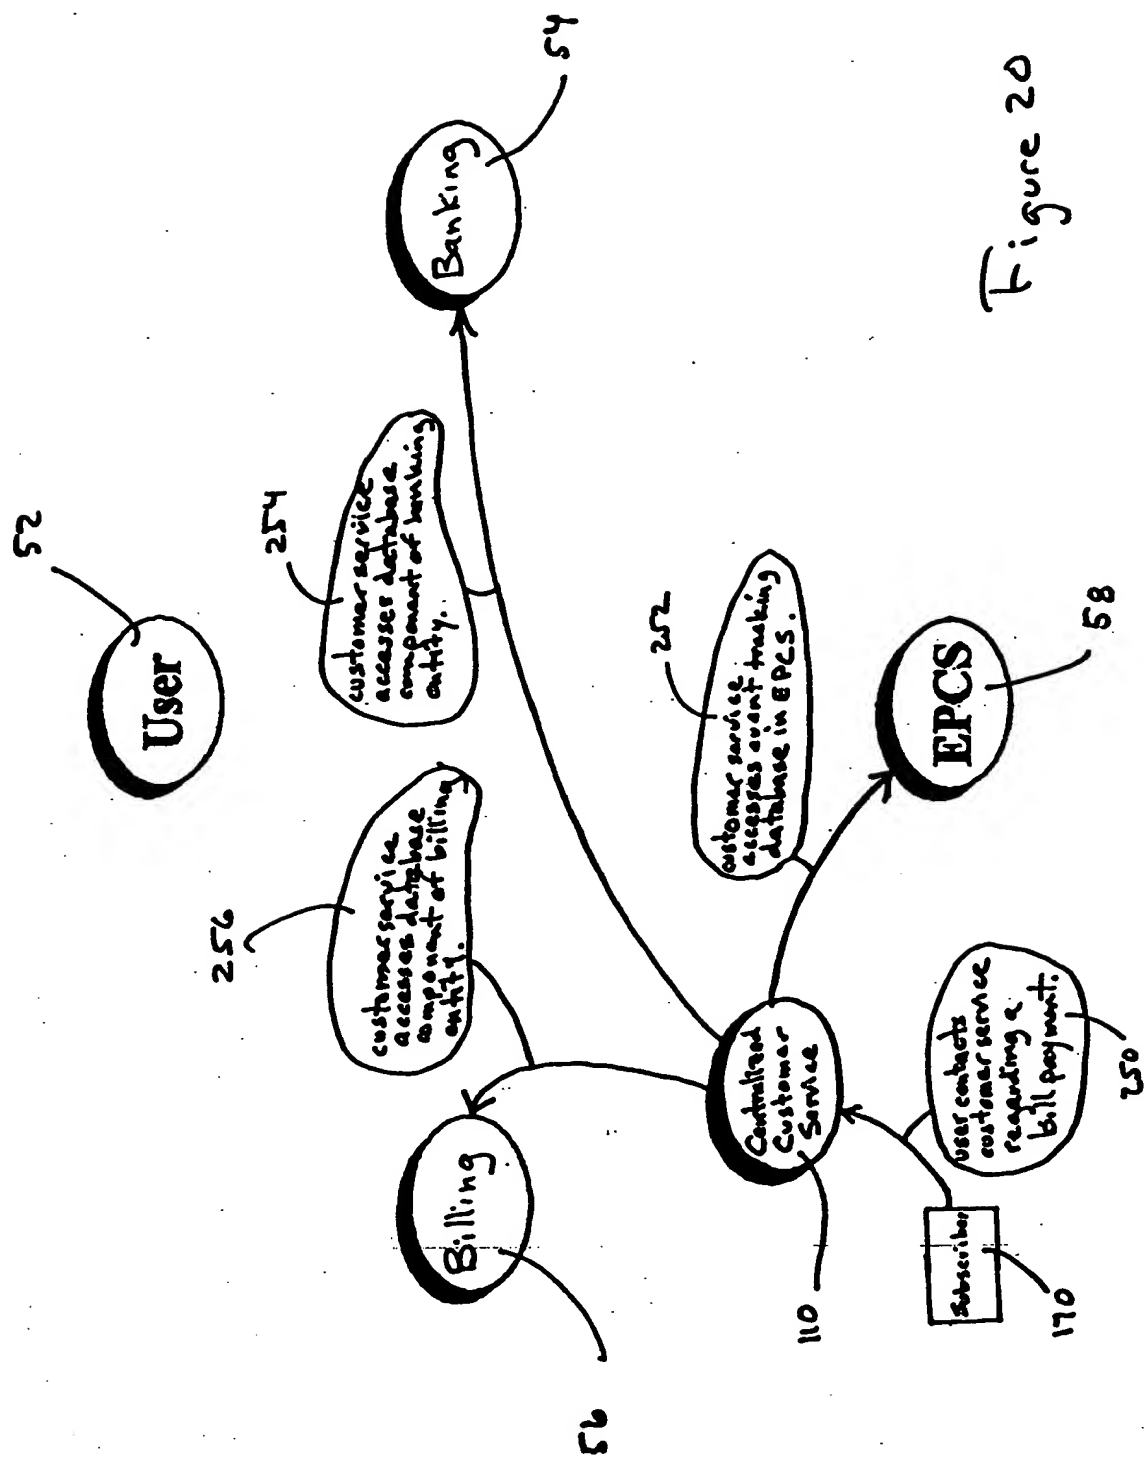 52
User
254
customer service
accesses database
component of banking
entity.
Banking
54
256
customer service
accesses database
component of billing
entity.
Billing
56
252
customer service
accesses event tracking
database in EPCS.
EPCS
58
Centralized
Customer
Service
110
user contacts
customer service
regarding a
bill payment.
250
Subscriber
170
Figure 20